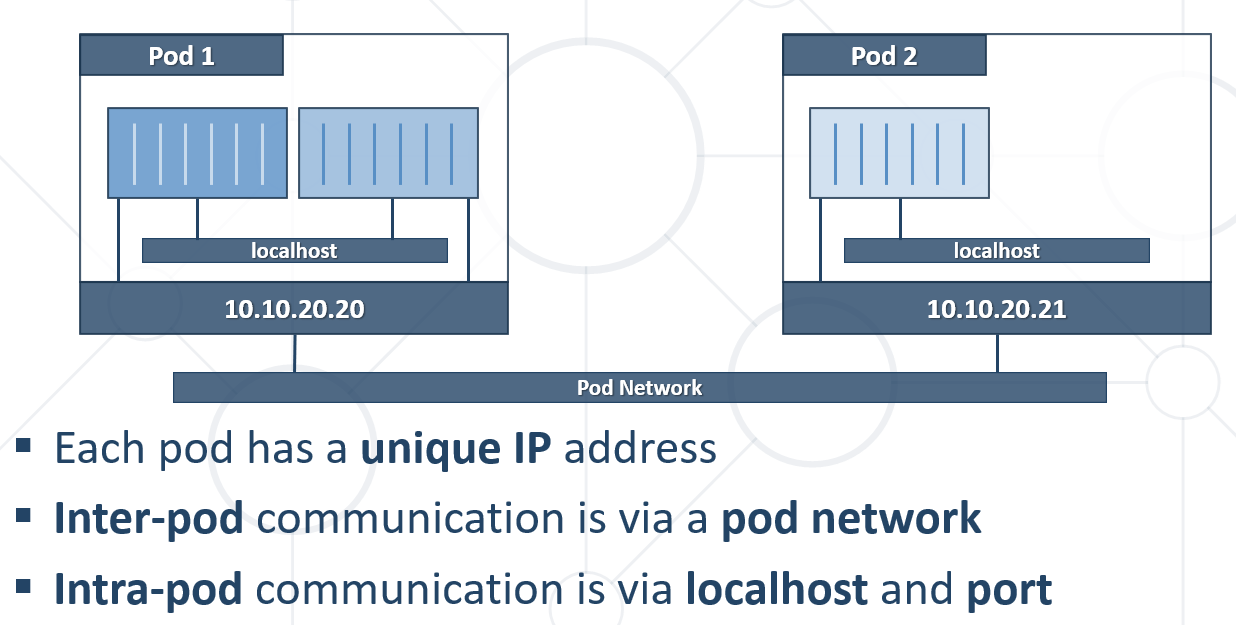 Pod 1
Pod 2
localhost
localhost
10.10.20.20
10.10.20.21
Pod Network
▪ Each pod has a unique IP address
▪ Inter-pod communication is via a pod network
▪ Intra-pod communication is via localhost and port